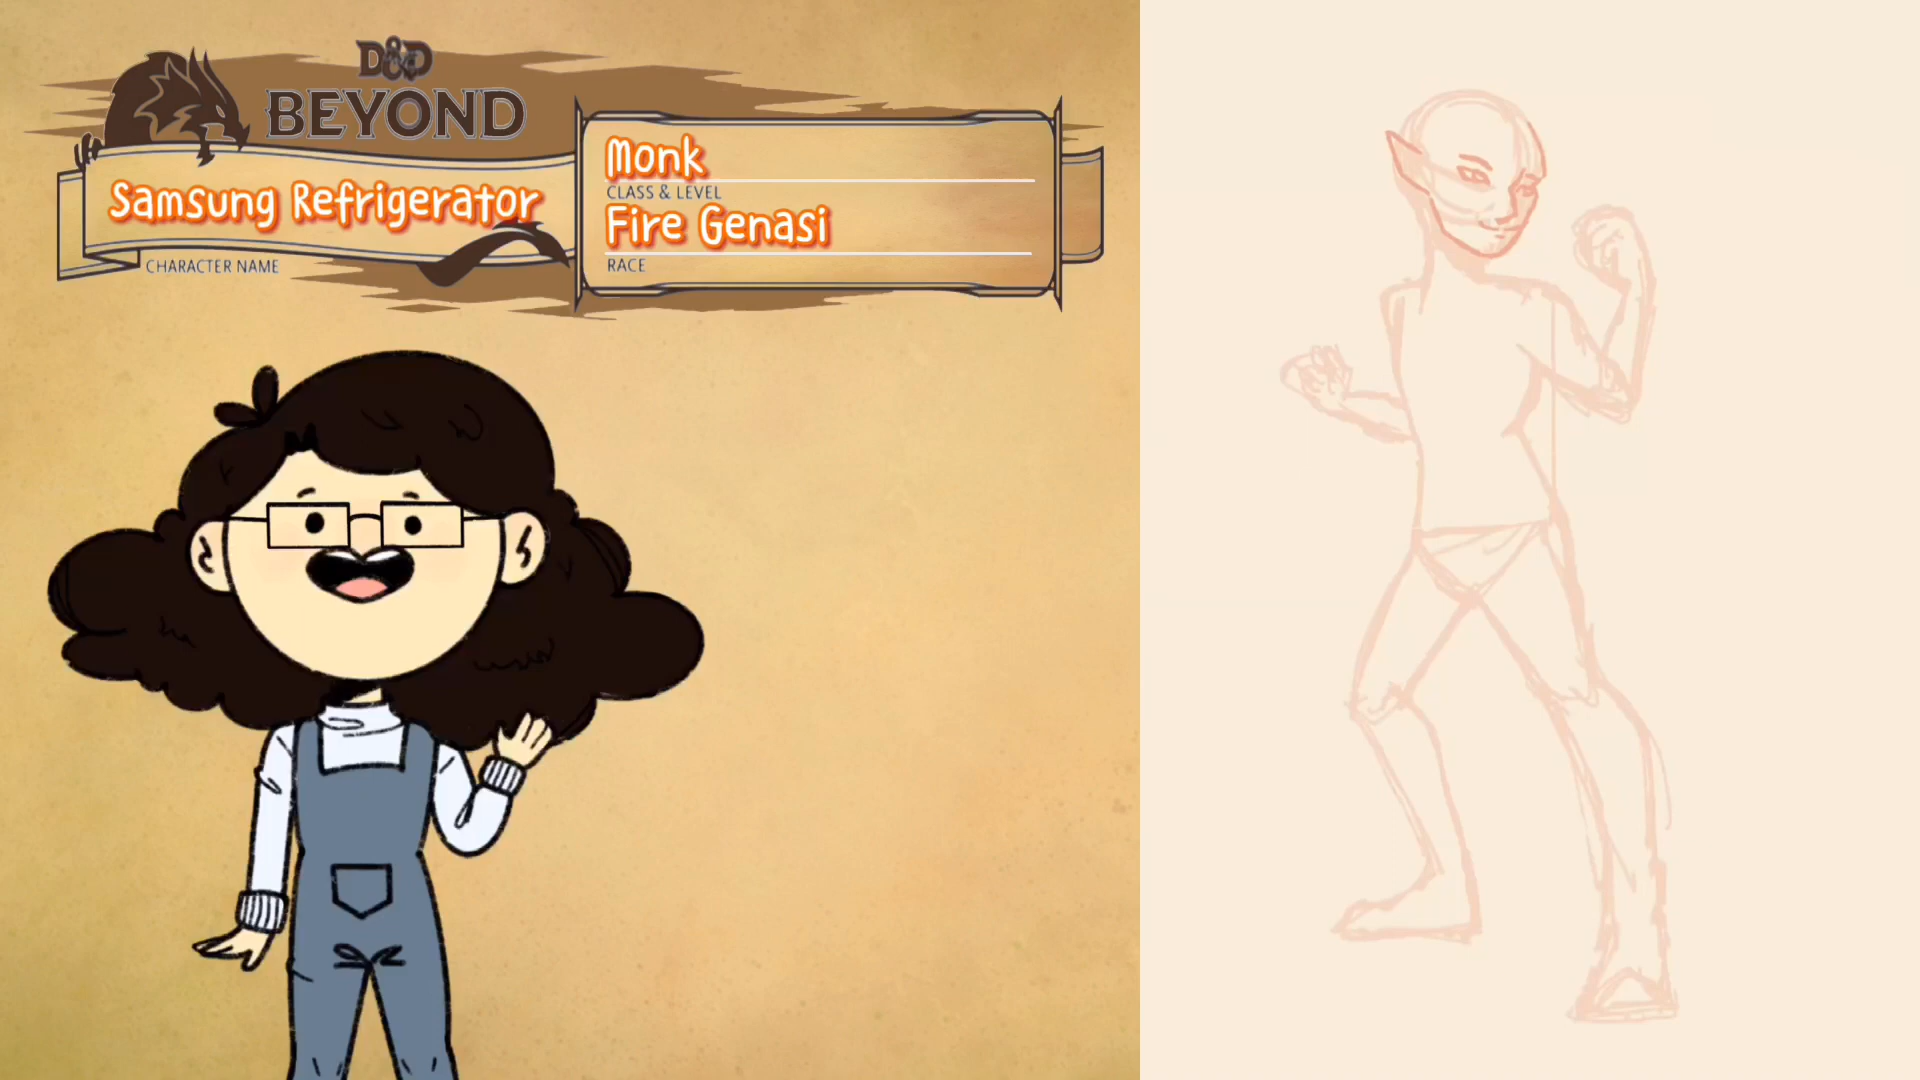 D&D
BEYOND
Samsung Refrigerator
CHARACTER NAME
Monk
CLASS & LEVEL
Fire Genasi
RACE